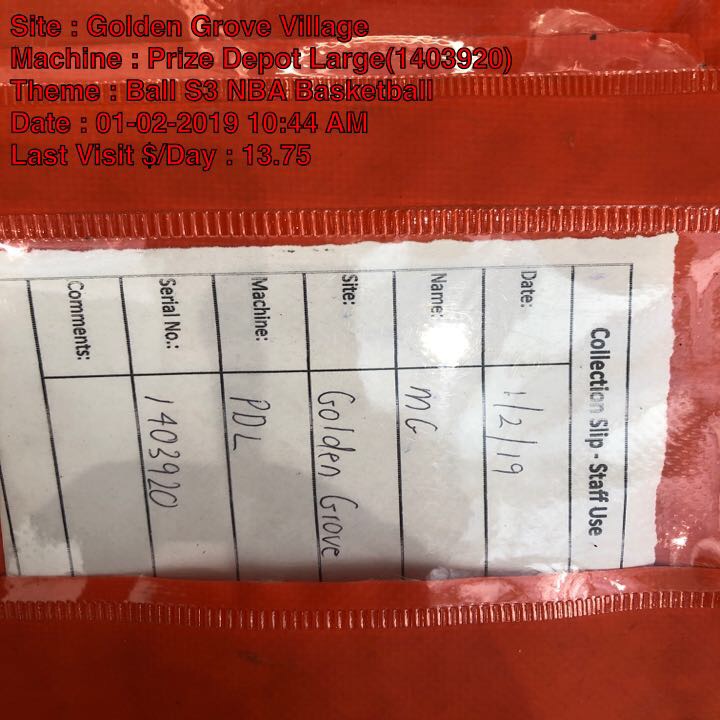 Site : Golden Grove Village
Machine : Prize Depot Large(1403920)
Theme : Ball S3 NBA Basketball
Date : 01-02-2019 10:44 AM
Last Visit $/Day : 13.75
Collection Slip - Staff Use
Date: 1/2/19
Name: MG
Site: Golden Grove
Machine: PDL
Serial No.: 1403920
Comments: